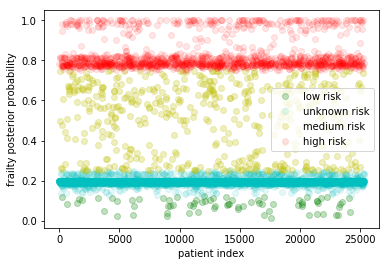 frailty posterior probability
1.0
0.8
0.6
0.4
0.2
0.0
low risk
unknown risk
medium risk
high risk
0
5000
10000
15000
20000
25000
patient index